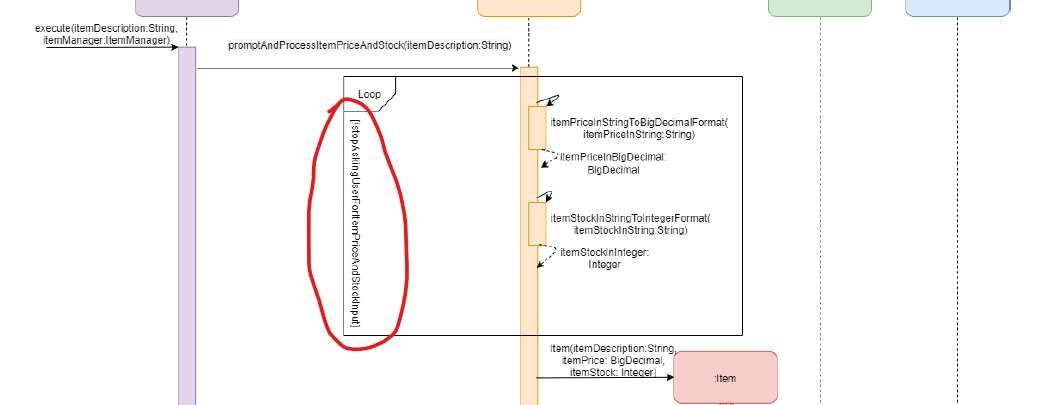 execute(itemDescription:String,
itemManager:ItemManager)
promptAndProcessItemPriceAndStock(itemDescription:String)
Loop
[!stopAskingUserForItemPriceAndStockInput]
itemPriceInStringToBigDecimalFormat(
itemPriceInString:String)
itemPriceInBigDecimal:
BigDecimal
itemStockInStringToIntegerFormat(
itemStockInString:String)
itemStockInInteger:
Integer
Item(itemDescription:String,
itemPrice: BigDecimal,
itemStock: Integer)
:Item